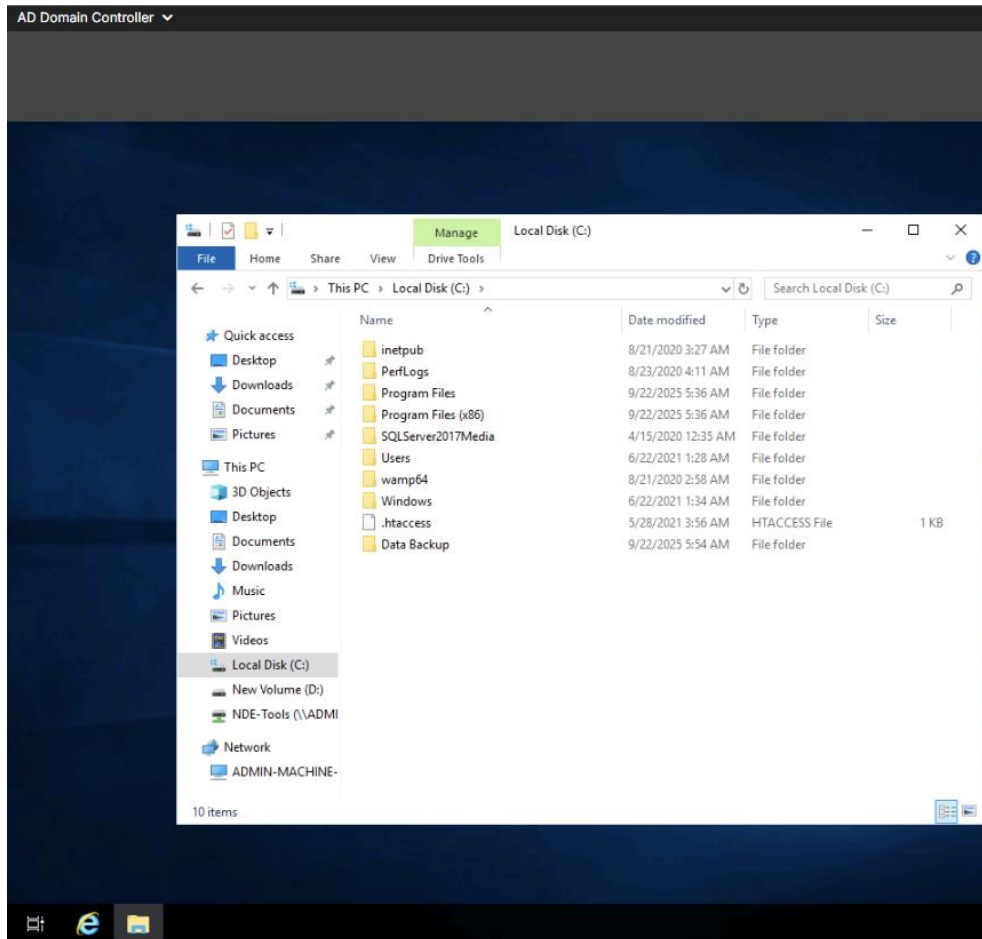 AD Domain Controller
Manage
Local Disk (C:)
File
Home
Share
View
Drive Tools
This PC
Local Disk (C:)
Search Local Disk (C:)
Name
Date modified
Type
Size
Quick access
Desktop
Downloads
Documents
Pictures
This PC
3D Objects
Desktop
Documents
Downloads
Music
Pictures
Videos
Local Disk (C:)
New Volume (D:)
NDE-Tools (\\ADMI
Network
ADMIN-MACHINE-
inetpub 8/21/2020 3:27 AM File folder
PerfLogs 8/23/2020 4:11 AM File folder
Program Files 9/22/2025 5:36 AM File folder
Program Files (x86) 9/22/2025 5:36 AM File folder
SQLServer2017Media 4/15/2020 12:35 AM File folder
Users 6/22/2021 1:28 AM File folder
wamp64 8/21/2020 2:58 AM File folder
Windows 6/22/2021 1:34 AM File folder
.htaccess 5/28/2021 3:56 AM HTACCESS File 1 KB
Data Backup 9/22/2025 5:54 AM File folder
10 items